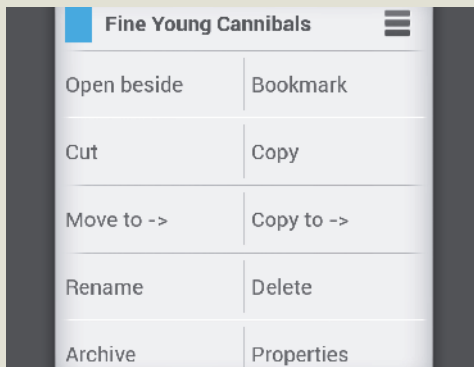 Fine Young Cannibals
Open beside Bookmark
Cut Copy
Move to -> Copy to ->
Rename Delete
Archive Properties